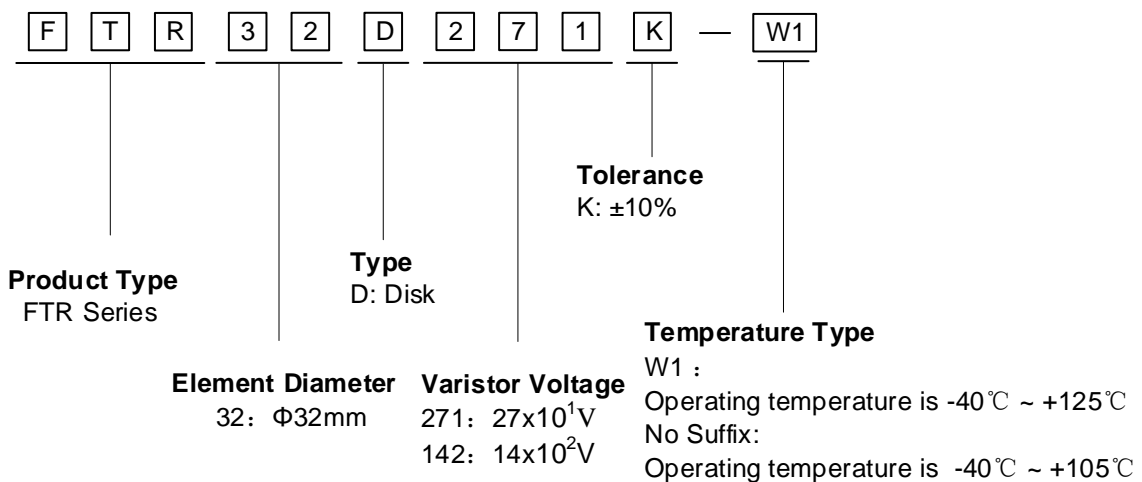 F T R 3 2 D 2 7 1 K — W1
Tolerance
K: ±10%
Product Type
FTR Series
Type
D: Disk
Element Diameter
32：Φ32mm
Varistor Voltage
271：27x10¹V
142：14x10²V
Temperature Type
W1：
Operating temperature is -40℃ ~ +125℃
No Suffix:
Operating temperature is -40℃ ~ +105℃